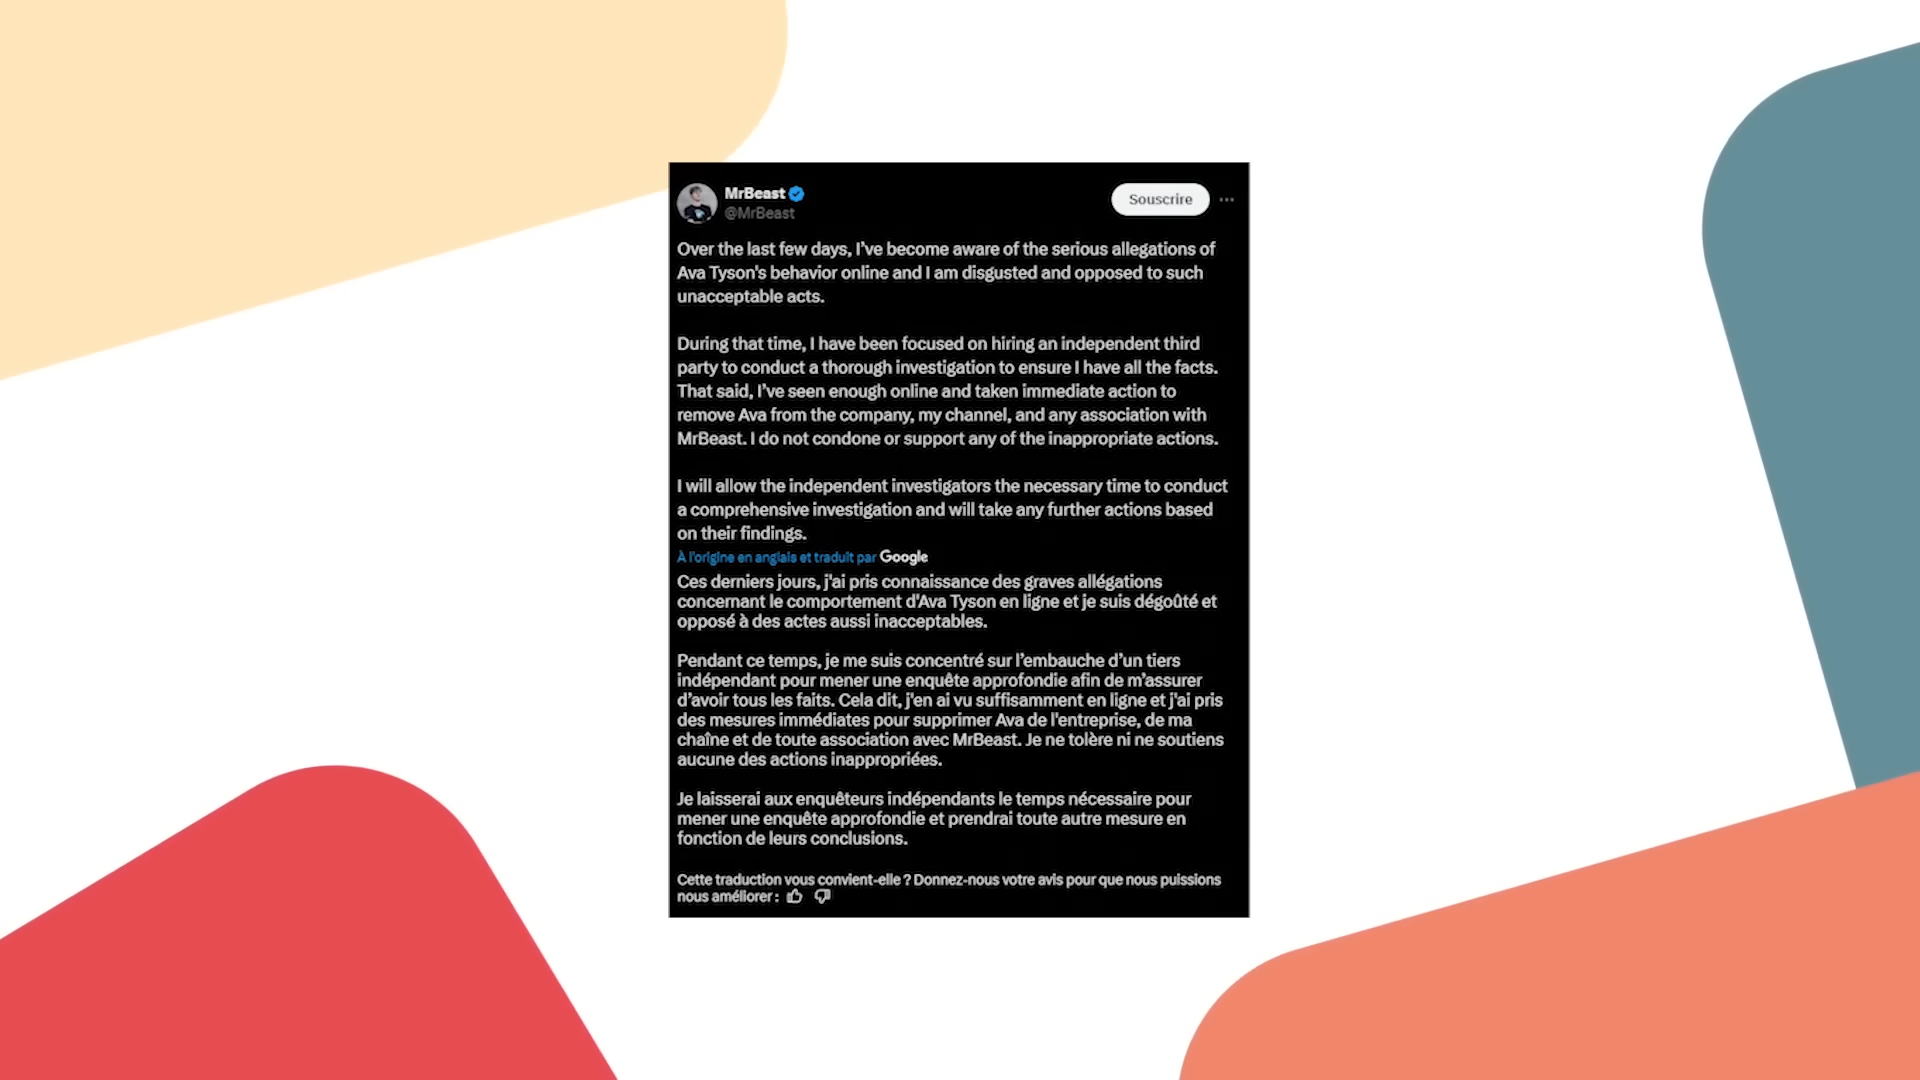 MrBeast
@MrBeast
Souscrire
Over the last few days, I’ve become aware of the serious allegations of
Ava Tyson's behavior online and I am disgusted and opposed to such
unacceptable acts.
During that time, I have been focused on hiring an independent third
party to conduct a thorough investigation to ensure I have all the facts.
That said, I’ve seen enough online and taken immediate action to
remove Ava from the company, my channel, and any association with
MrBeast. I do not condone or support any of the inappropriate actions.
I will allow the independent investigators the necessary time to conduct
a comprehensive investigation and will take any further actions based
on their findings.
À l'origine en anglais et traduit par Google
Ces derniers jours, j'ai pris connaissance des graves allégations
concernant le comportement d'Ava Tyson en ligne et je suis dégoûté et
opposé à des actes aussi inacceptables.
Pendant ce temps, je me suis concentré sur l’embauche d’un tiers
indépendant pour mener une enquête approfondie afin de m’assurer
d’avoir tous les faits. Cela dit, j'en ai vu suffisamment en ligne et j'ai pris
des mesures immédiates pour supprimer Ava de l'entreprise, de ma
chaîne et de toute association avec MrBeast. Je ne tolère ni ne soutiens
aucune des actions inappropriées.
Je laisserai aux enquêteurs indépendants le temps nécessaire pour
mener une enquête approfondie et prendrai toute autre mesure en
fonction de leurs conclusions.
Cette traduction vous convient-elle ? Donnez-nous votre avis pour que nous puissions
nous améliorer :